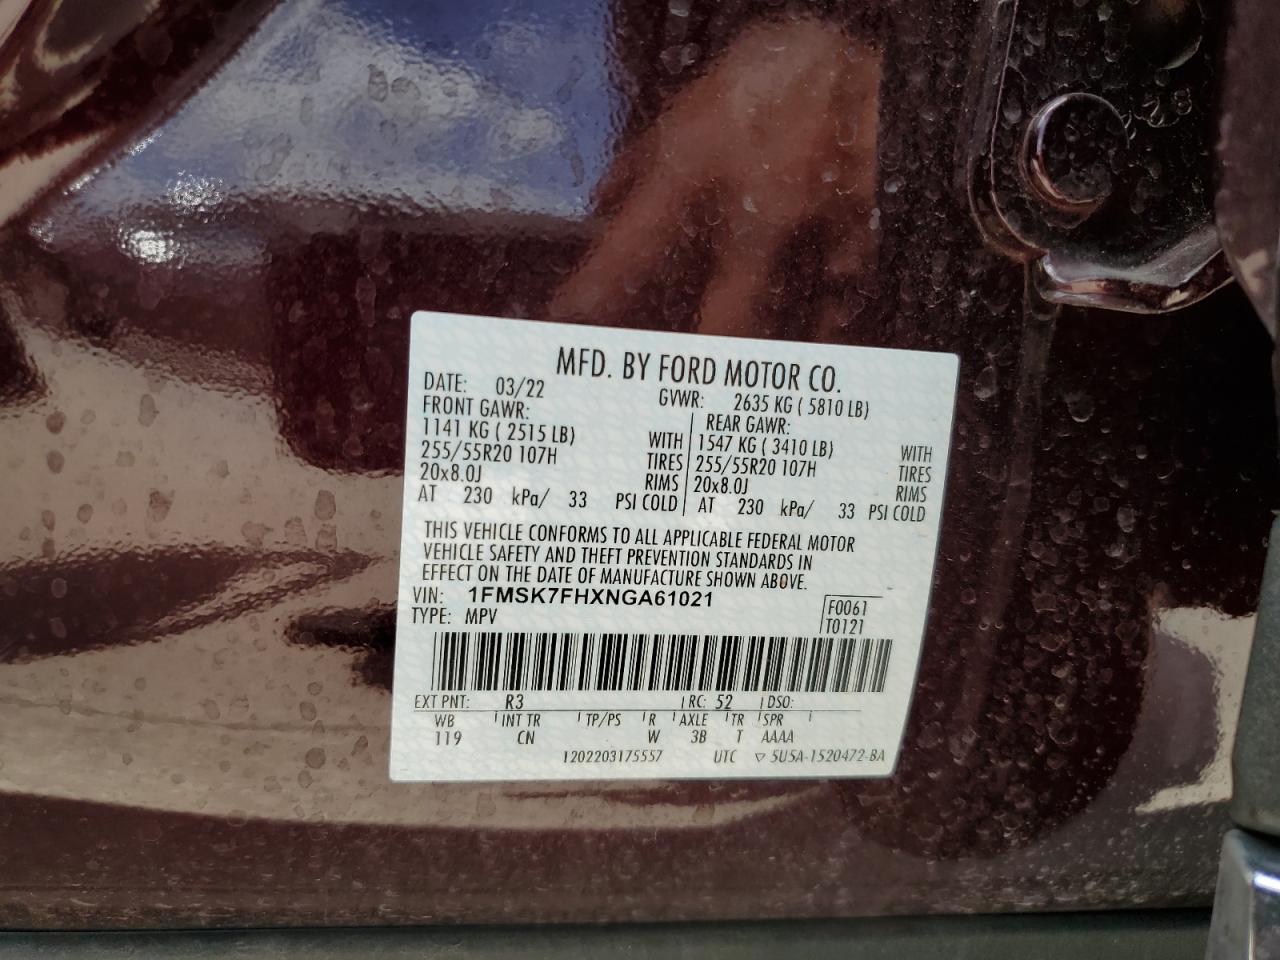 MFD. BY FORD MOTOR CO.
DATE: 03/22 GVWR: 2635 KG ( 5810 LB)
FRONT GAWR: REAR GAWR:
1141 KG ( 2515 LB) WITH 1547 KG ( 3410 LB) WITH
255/55R20 107H TIRES 255/55R20 107H TIRES
20x8.0J RIMS 20x8.0J RIMS
AT 230 kPa/ 33 PSI COLD AT 230 kPa/ 33 PSI COLD
THIS VEHICLE CONFORMS TO ALL APPLICABLE FEDERAL MOTOR
VEHICLE SAFETY AND THEFT PREVENTION STANDARDS IN
EFFECT ON THE DATE OF MANUFACTURE SHOWN ABOVE.
VIN: 1FMSK7FHXNGA61021
TYPE: MPV
F0061
T0121
EXT PNT: R3 RC: 52 DSO:
WB INT TR TP/PS R AXLE TR SPR
119 CN W 3B T AAAA
1202203175557 UTC ▽ 5U5A-1520472-BA